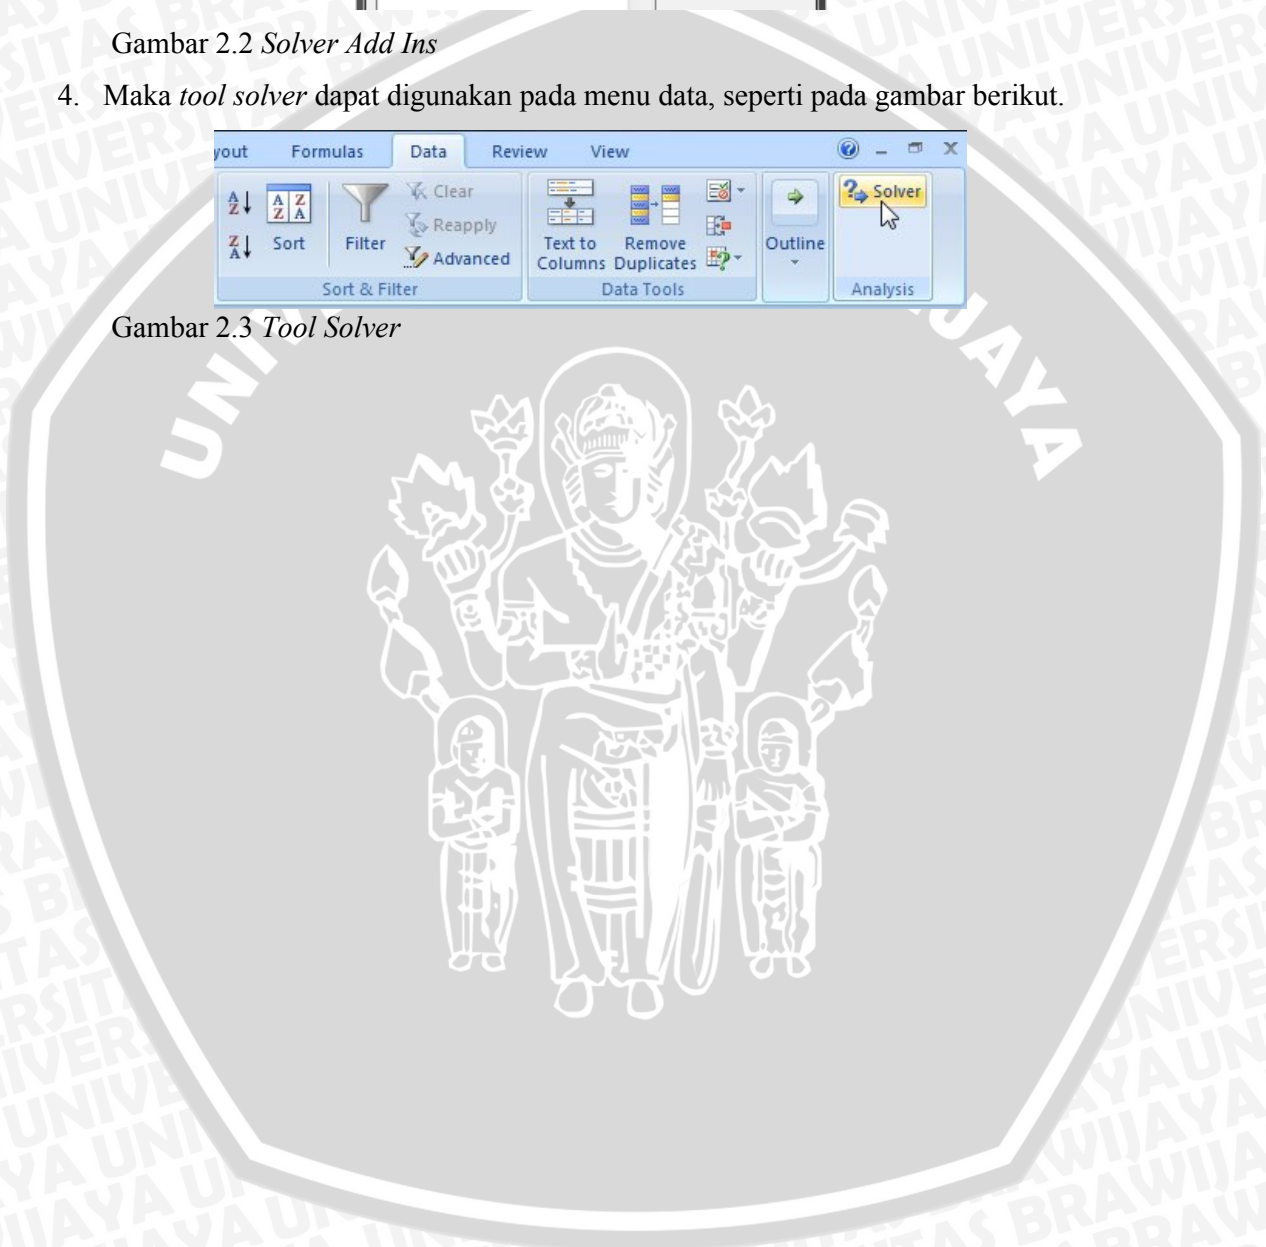 Gambar 2.2 Solver Add Ins
4. Maka tool solver dapat digunakan pada menu data, seperti pada gambar berikut.
yout Formulas Data Review View
Clear
Reapply
Advanced
Sort
Filter
Text to Columns
Remove Duplicates
Outline
Solver
Sort & Filter
Data Tools
Analysis
Gambar 2.3 Tool Solver